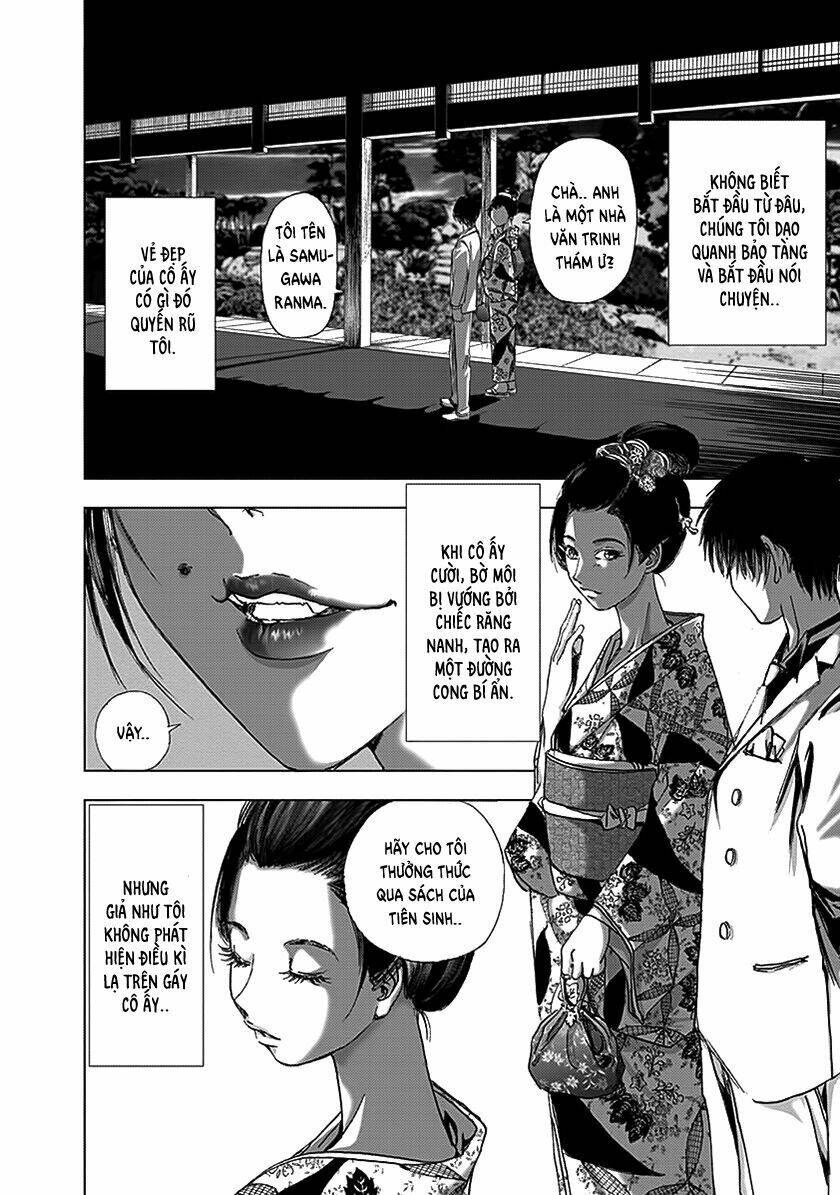 KHÔNG BIẾT
BẮT ĐẦU TỪ ĐÂU,
CHÚNG TÔI DẠO
QUANH BẢO TÀNG
VÀ BẮT ĐẦU NÓI
CHUYỆN..
CHÀ.. ANH
LÀ MỘT NHÀ
VĂN TRINH
THÁM Ư?
TÔI TÊN
LÀ SAMU-
GAWA
RANMA.
VẺ ĐẸP
CỦA CÔ ẤY
CÓ GÌ ĐÓ
QUYẾN RŨ
TÔI.
KHI CÔ ẤY
CƯỜI, BỜ MÔI
BỊ VƯỚNG BỞI
CHIẾC RĂNG
NANH, TẠO RA
MỘT ĐƯỜNG
CONG BÍ ẨN.
VẬY..
HÃY CHO TÔI
THƯỞNG THỨC
QUA SÁCH CỦA
TIÊN SINH..
NHƯNG
GIẢ NHƯ TÔI
KHÔNG PHÁT
HIỆN ĐIỀU KÌ
LẠ TRÊN GÁY
CÔ ẤY..